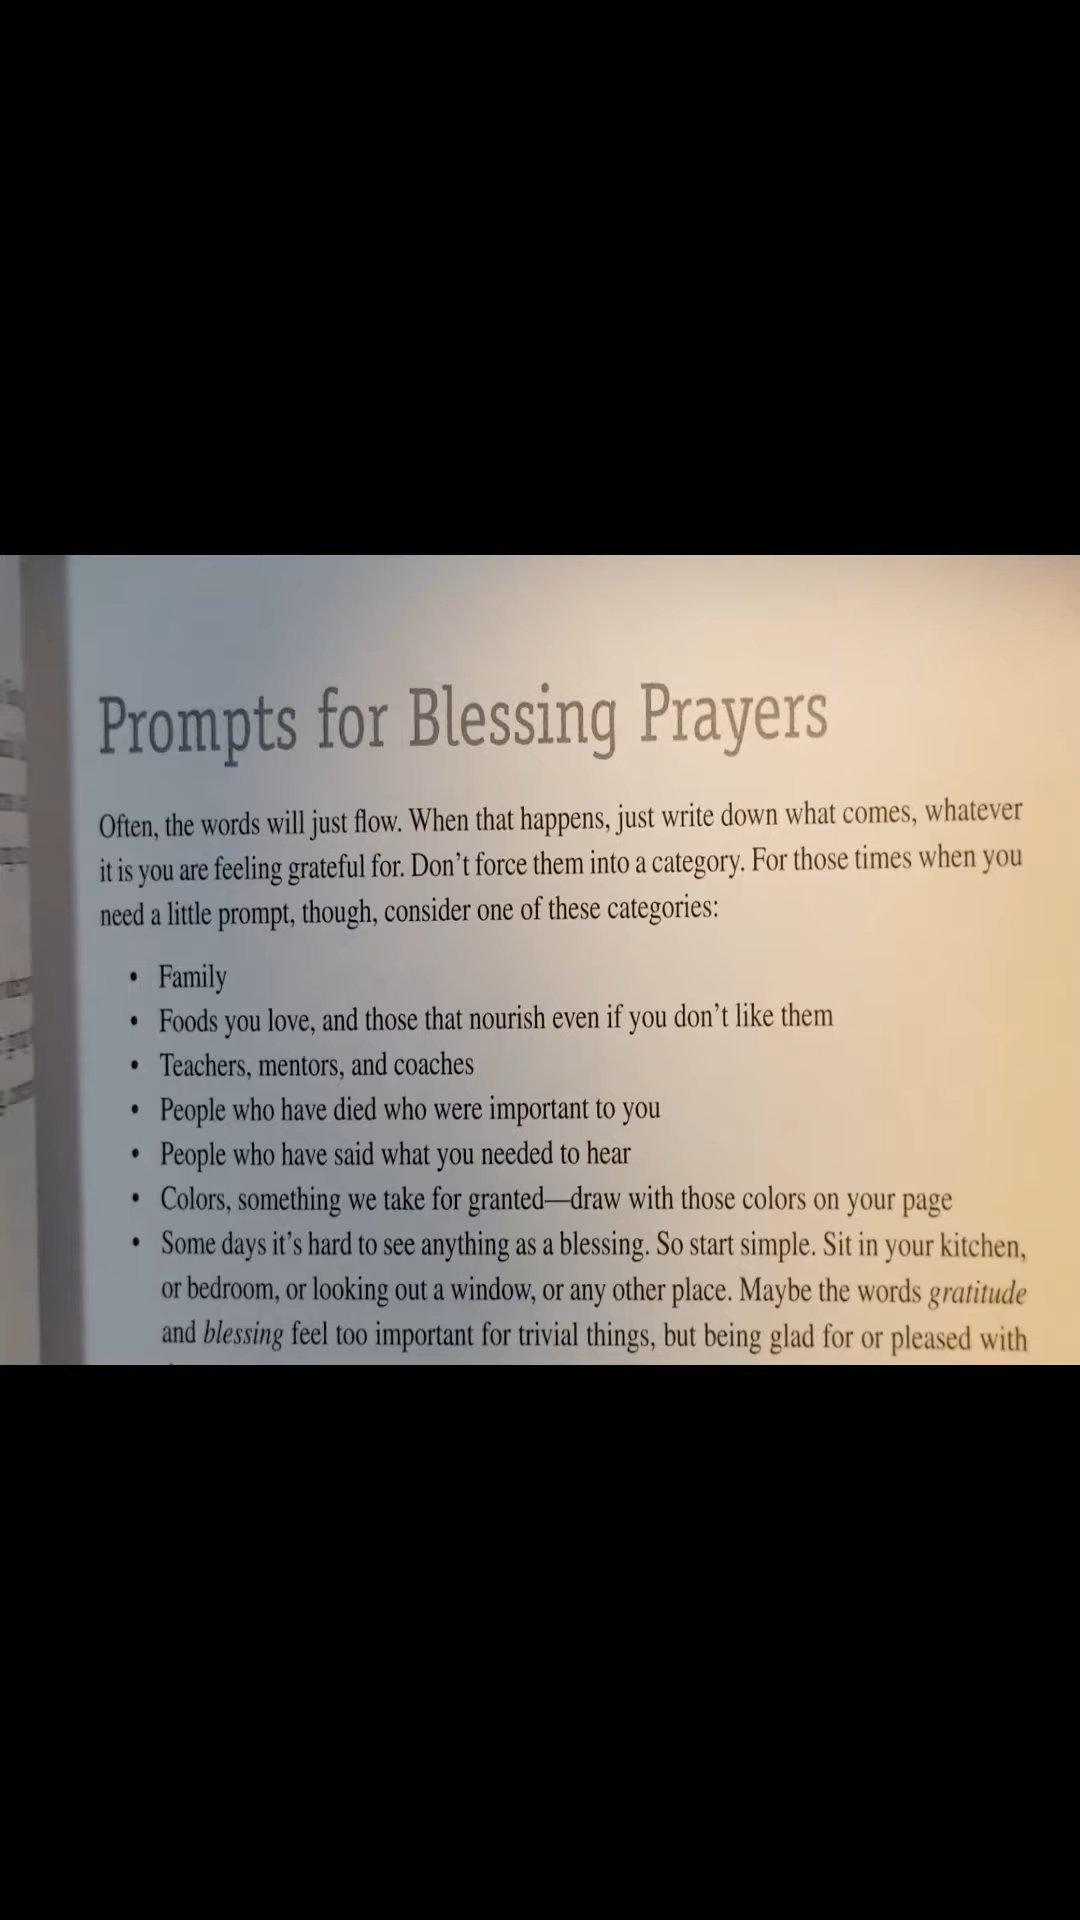 Prompts for Blessing Prayers
Often, the words will just flow. When that happens, just write down what comes, whatever
it is you are feeling grateful for. Don’t force them into a category. For those times when you
need a little prompt, though, consider one of these categories:
• Family
• Foods you love, and those that nourish even if you don’t like them
• Teachers, mentors, and coaches
• People who have died who were important to you
• People who have said what you needed to hear
• Colors, something we take for granted—draw with those colors on your page
• Some days it’s hard to see anything as a blessing. So start simple. Sit in your kitchen,
or bedroom, or looking out a window, or any other place. Maybe the words gratitude
and blessing feel too important for trivial things, but being glad for or pleased with